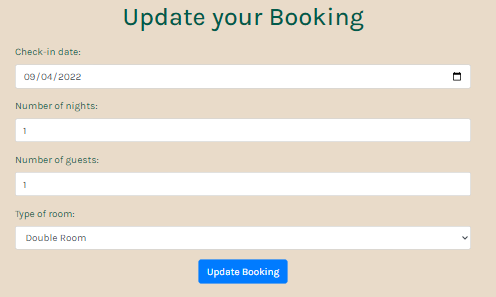 Update your Booking
Check-in date:
09/04/2022
Number of nights:
1
Number of guests:
1
Type of room:
Double Room
Update Booking